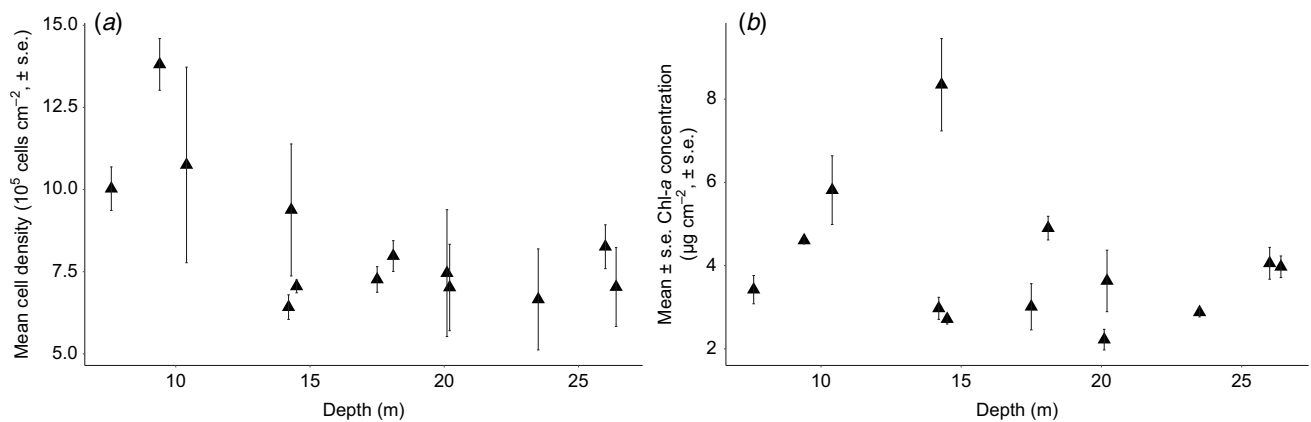 (a)
Mean cell density (10⁵ cells cm⁻², ± s.e.)
15.0
12.5
10.0
7.5
5.0
10 15 20 25
Depth (m)
(b)
Mean ± s.e. Chl-a concentration
(µg cm⁻², ± s.e.)
8
6
4
2
10 15 20 25
Depth (m)